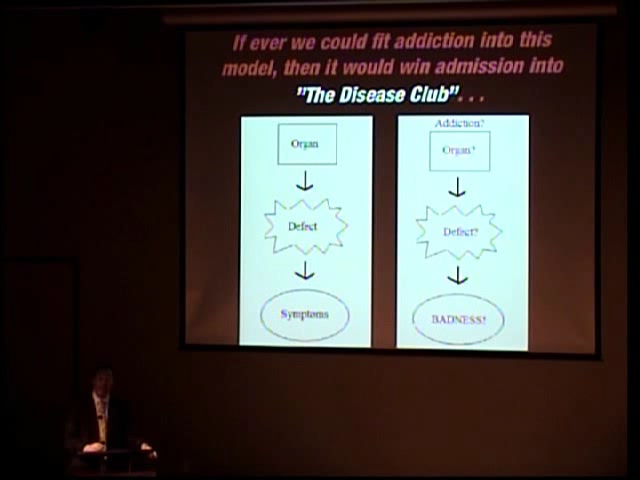 If ever we could fit addiction into this
model, then it would win admission into
"The Disease Club". . .
Organ
Defect
Symptoms
Addiction?
Organ?
Defect?
BADNESS?